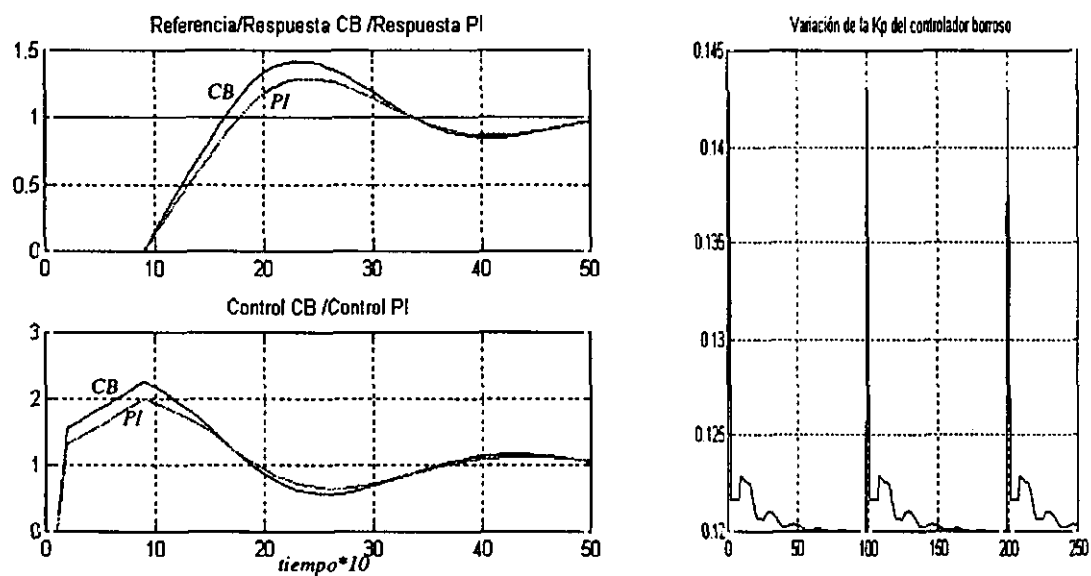 Referencia/Respuesta CB /Respuesta PI
1.5
1
0.5
0
CB
PI
0 10 20 30 40 50
Control CB /Control PI
3
2
1
0
CB
PI
0 10 20 30 40 50
tiempo*10
Variación de la Kp del controlador borroso
0.145
0.14
0.135
0.13
0.125
0.12
0 50 100 150 200 250